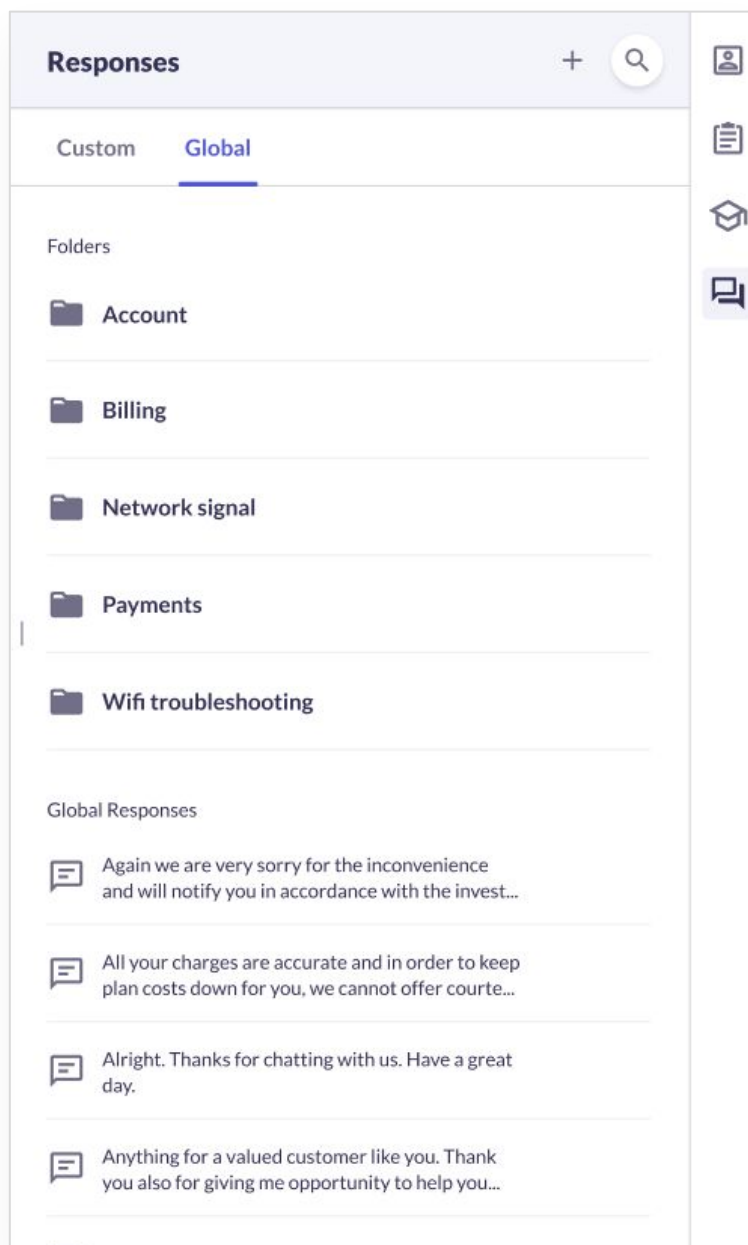 Responses
Custom
Global
Folders
Account
Billing
Network signal
Payments
Wifi troubleshooting
Global Responses
Again we are very sorry for the inconvenience
and will notify you in accordance with the invest...
All your charges are accurate and in order to keep
plan costs down for you, we cannot offer courte...
Alright. Thanks for chatting with us. Have a great
day.
Anything for a valued customer like you. Thank
you also for giving me opportunity to help you...